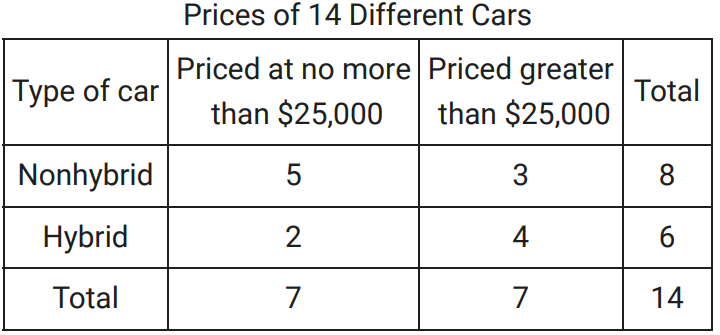 Prices of 14 Different Cars
Type of car Priced at no more than $25,000 Priced greater than $25,000 Total
Nonhybrid 5 3 8
Hybrid 2 4 6
Total 7 7 14